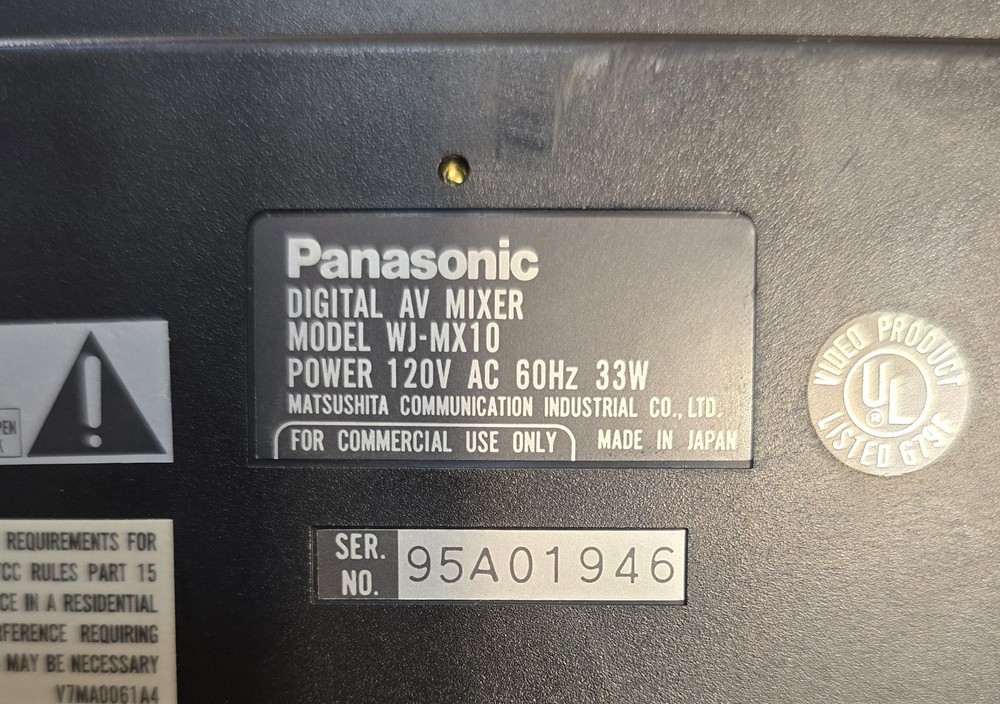 Panasonic
DIGITAL AV MIXER
MODEL WJ-MX10
POWER 120V AC 60Hz 33W
MATSUSHITA COMMUNICATION INDUSTRIAL CO., LTD.
FOR COMMERCIAL USE ONLY MADE IN JAPAN
VIDEO PRODUCT
UL
LISTED 679F
SER. NO. 95A01946
REQUIREMENTS FOR
RULES PART 15
IN A RESIDENTIAL
REQUIRING
MAY BE NECESSARY
V7MA0061A4